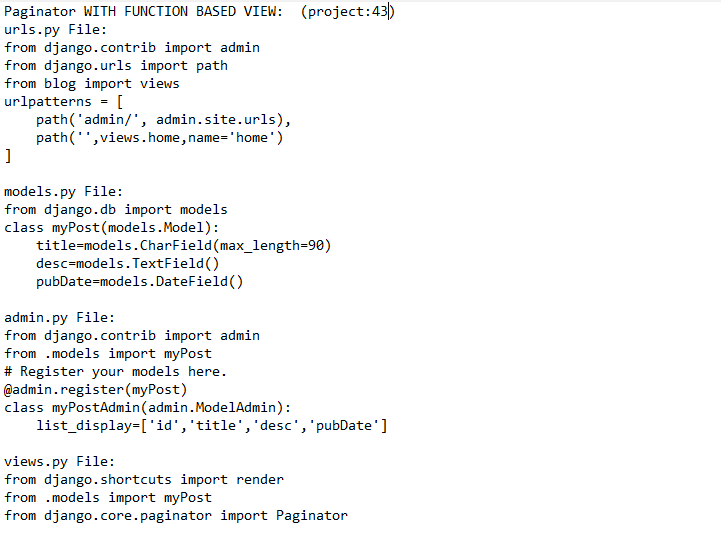 Paginator WITH FUNCTION BASED VIEW:  (project:43)
urls.py File:
from django.contrib import admin
from django.urls import path
from blog import views
urlpatterns = [
    path('admin/', admin.site.urls),
    path('',views.home,name='home')
]

models.py File:
from django.db import models
class myPost(models.Model):
    title=models.CharField(max_length=90)
    desc=models.TextField()
    pubDate=models.DateField()

admin.py File:
from django.contrib import admin
from .models import myPost
# Register your models here.
@admin.register(myPost)
class myPostAdmin(admin.ModelAdmin):
    list_display=['id','title','desc','pubDate']

views.py File:
from django.shortcuts import render
from .models import myPost
from django.core.paginator import Paginator